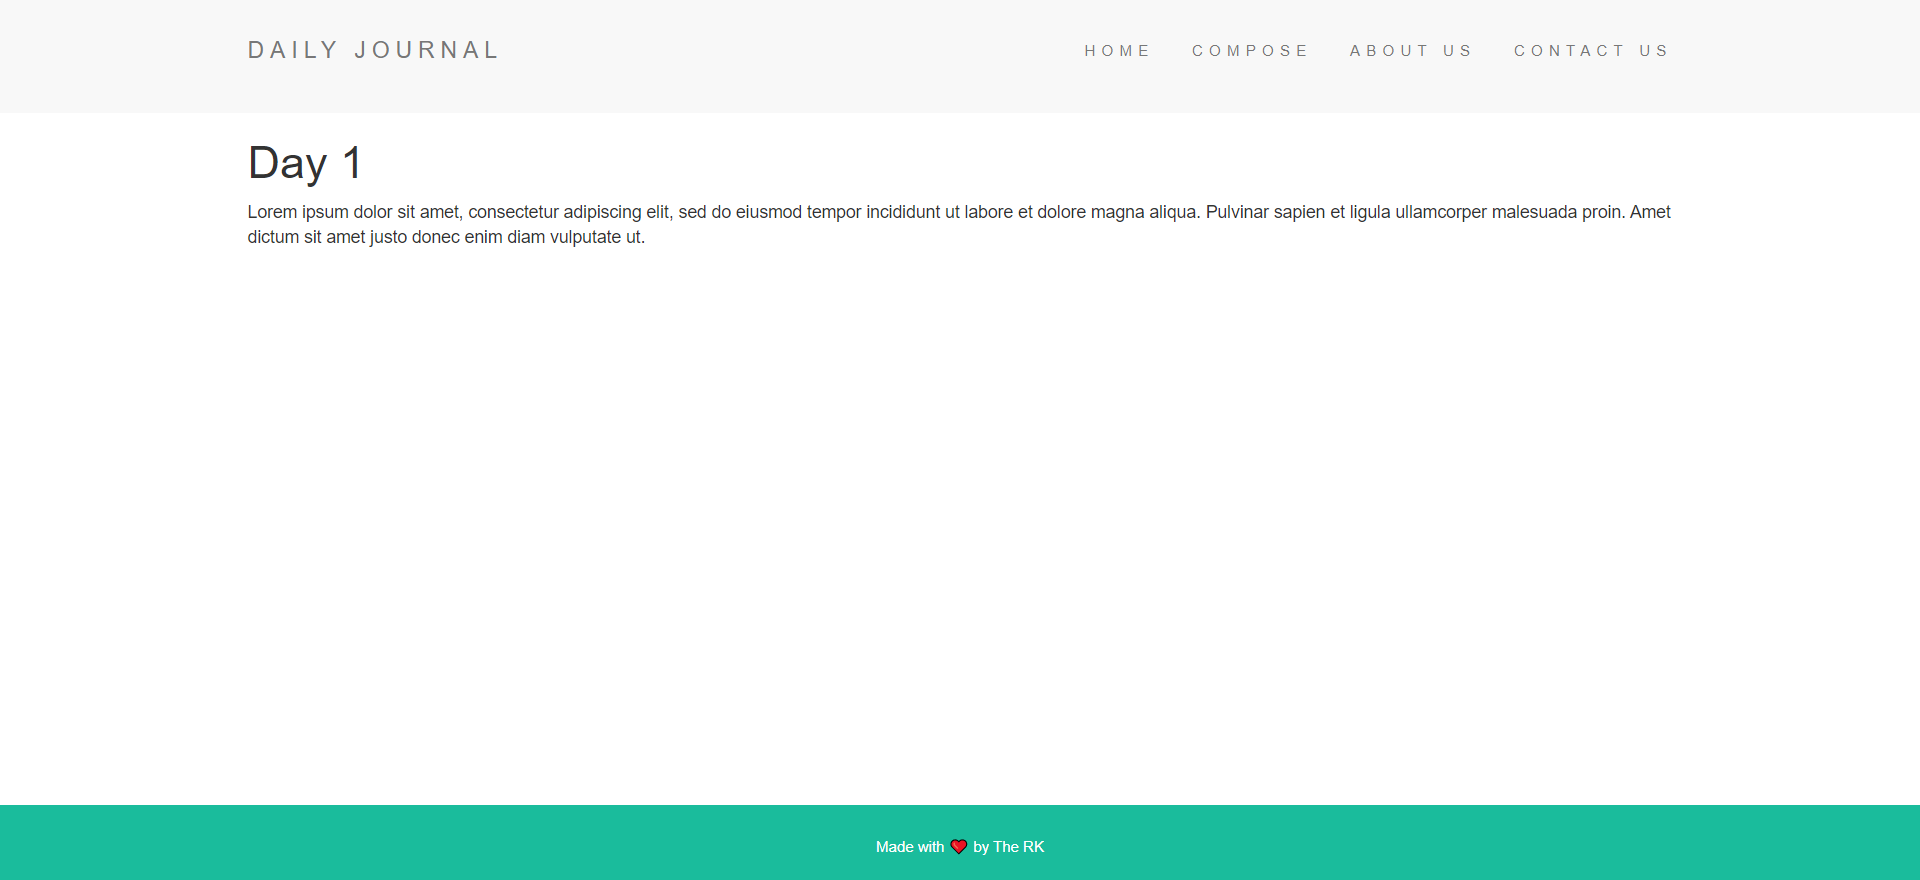 DAILY JOURNAL
HOME COMPOSE ABOUT US CONTACT US
Day 1
Lorem ipsum dolor sit amet, consectetur adipiscing elit, sed do eiusmod tempor incididunt ut labore et dolore magna aliqua. Pulvinar sapien et ligula ullamcorper malesuada proin. Amet
dictum sit amet justo donec enim diam vulputate ut.
Made with ❤ by The RK